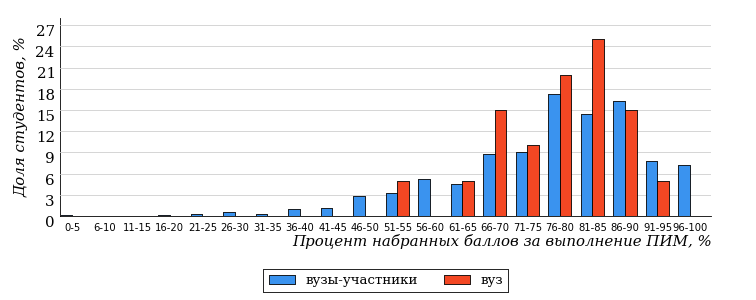 Доля студентов, %
27
24
21
18
15
12
9
6
3
0
0-5 6-10 11-15 16-20 21-25 26-30 31-35 36-40 41-45 46-50 51-55 56-60 61-65 66-70 71-75 76-80 81-85 86-90 91-95 96-100
Процент набранных баллов за выполнение ПИМ, %
вузы-участники вуз